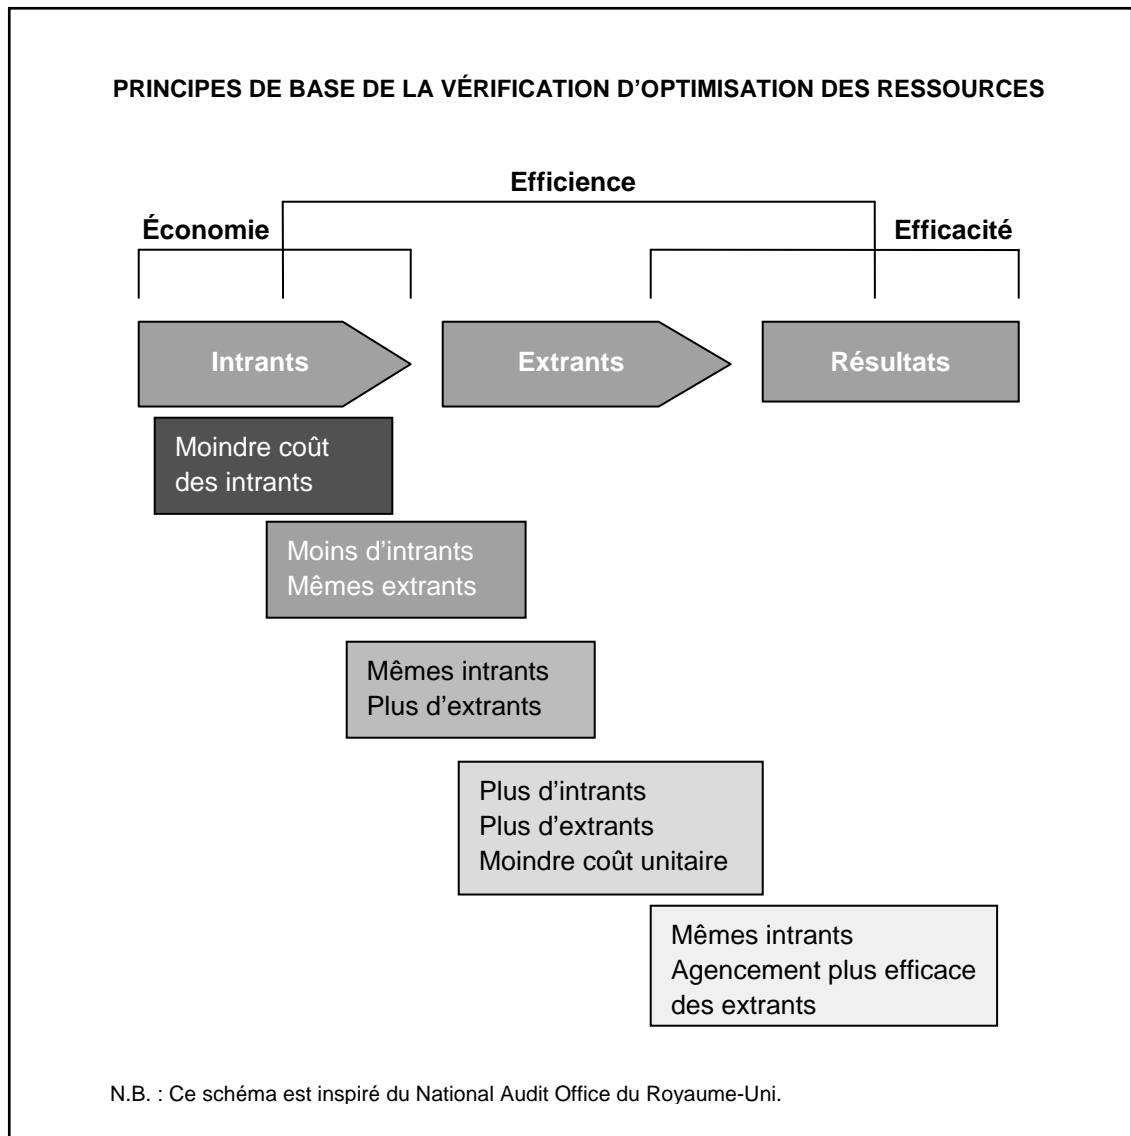 PRINCIPES DE BASE DE LA VÉRIFICATION D’OPTIMISATION DES RESSOURCES
Efficience
Économie
Efficacité
Intrants
Extrants
Résultats
Moindre coût
des intrants
Moins d’intrants
Mêmes extrants
Mêmes intrants
Plus d’extrants
Plus d’intrants
Plus d’extrants
Moindre coût unitaire
Mêmes intrants
Agencement plus efficace
des extrants
N.B. : Ce schéma est inspiré du National Audit Office du Royaume-Uni.